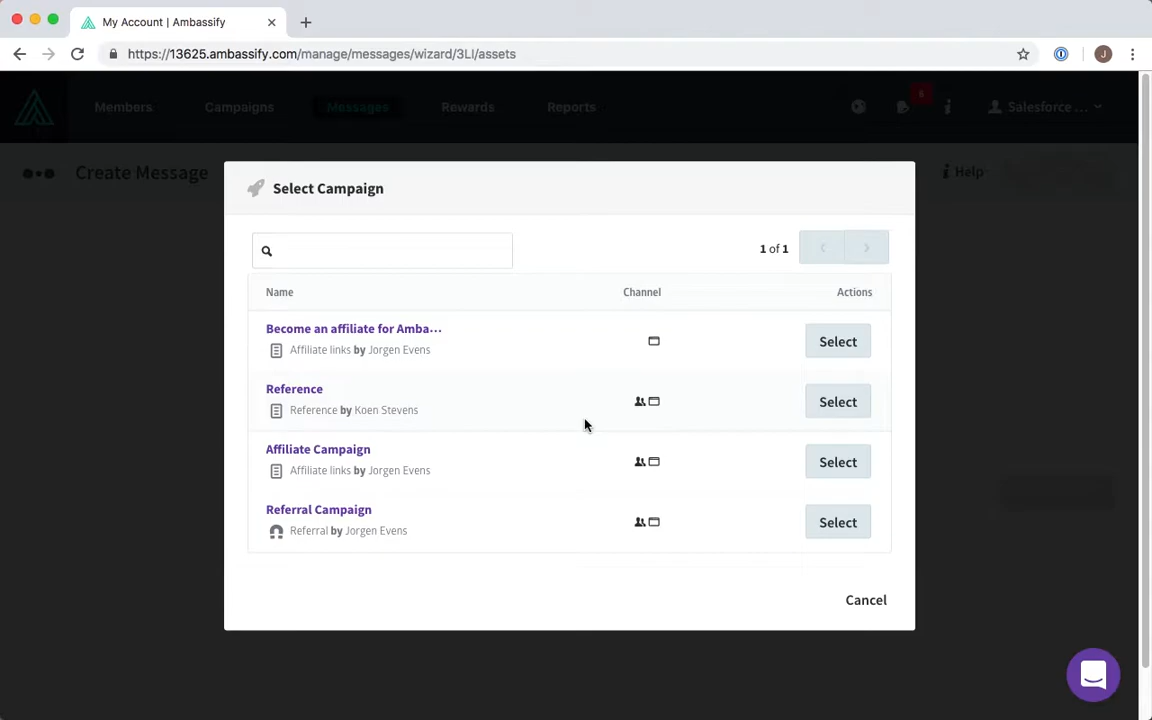 My Account | Ambassify
https://13625.ambassify.com/manage/messages/wizard/3LI/assets
J
Members
Campaigns
Messages
Rewards
Reports
Salesforce ...
Create Message
Help
Select Campaign
1 of 1
Name
Channel
Actions
Become an affiliate for Amba...
Affiliate links by Jorgen Evens
Select
Reference
Reference by Koen Stevens
Select
Affiliate Campaign
Affiliate links by Jorgen Evens
Select
Referral Campaign
Referral by Jorgen Evens
Select
Cancel